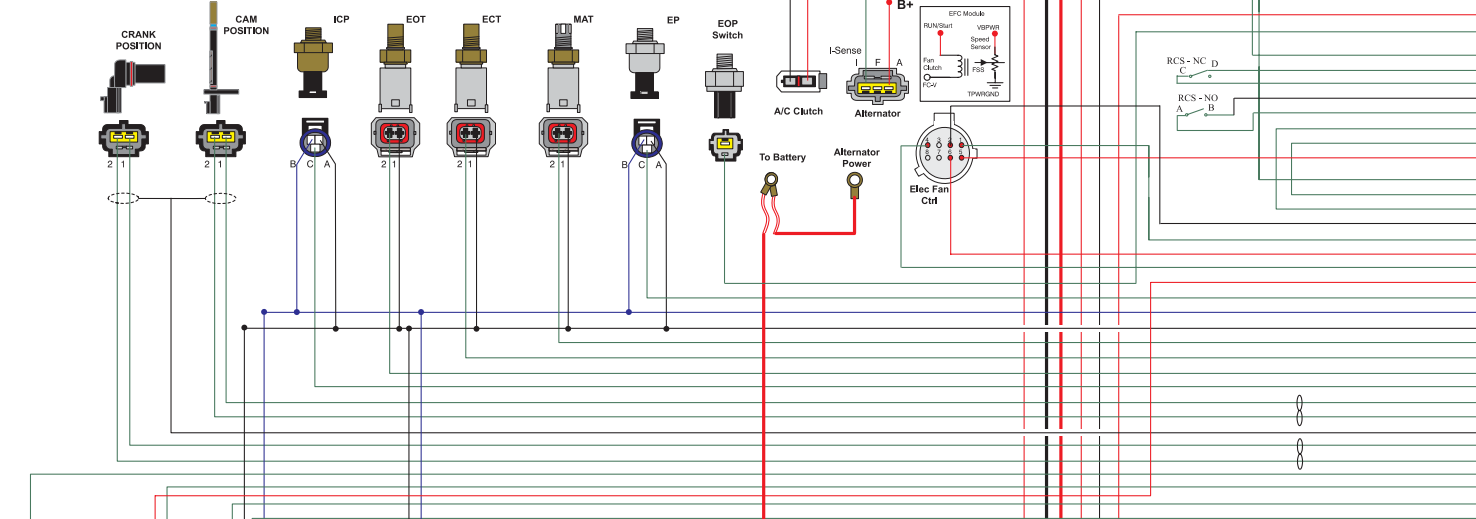 CRANK
POSITION
CAM
POSITION
ICP
EOT
ECT
MAT
EP
EOP
Switch
B+
I-Sense
I F A
A/C Clutch
Alternator
EFC Module
RUN/Start
VBPWR
Speed
Sensor
Fan
Clutch
FSS
FC-V
TPWRGND
RCS - NC
C D
RCS - NO
A B
2 1
2 1
B C A
2 1
2 1
2 1
B C A
To Battery
Alternator
Power
4 3 2 1
8 7 6 5
Elec Fan
Ctrl